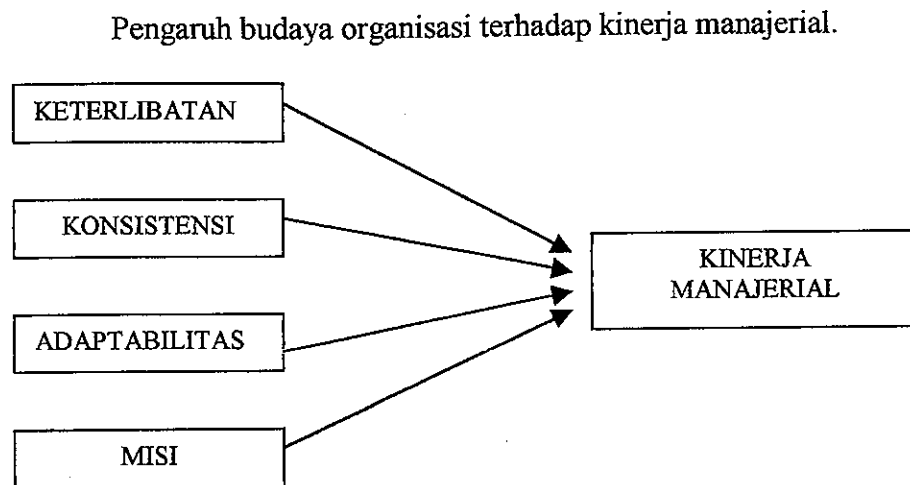 Pengaruh budaya organisasi terhadap kinerja manajerial.
KETERLIBATAN
KONSISTENSI
ADAPTABILITAS
MISI
KINERJA
MANAJERIAL